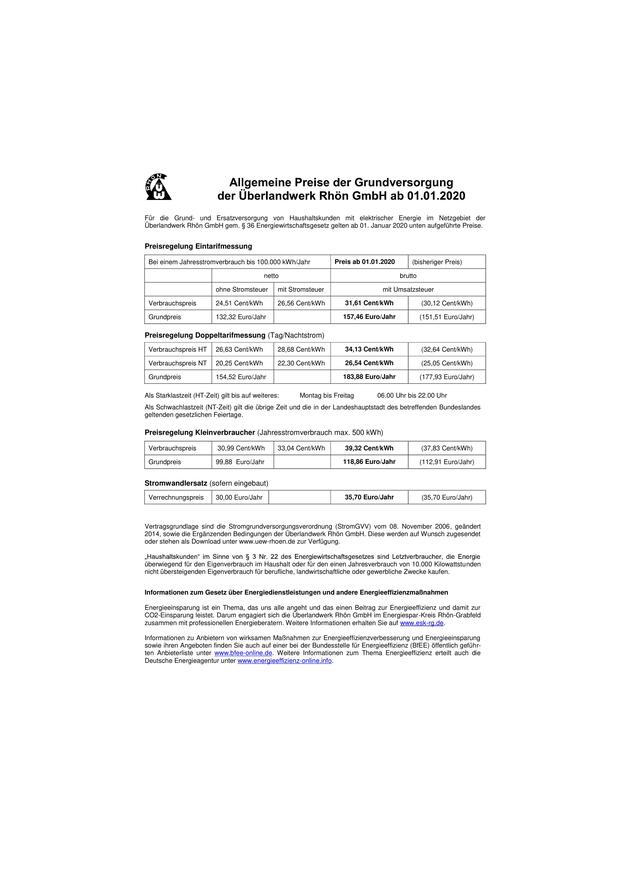 RHÖN
ÜW
Allgemeine Preise der Grundversorgung
der Überlandwerk Rhön GmbH ab 01.01.2020
Für die Grund- und Ersatzversorgung von Haushaltskunden mit elektrischer Energie im Netzgebiet der
Überlandwerk Rhön GmbH gem. § 36 Energiewirtschaftsgesetz gelten ab 01. Januar 2020 unten aufgeführte Preise.
Preisregelung Eintarifmessung
Bei einem Jahresstromverbrauch bis 100.000 kWh/Jahr Preis ab 01.01.2020 (bisheriger Preis)
netto brutto
ohne Stromsteuer mit Stromsteuer mit Umsatzsteuer
Verbrauchspreis 24,51 Cent/kWh 26,56 Cent/kWh 31,61 Cent/kWh (30,12 Cent/kWh)
Grundpreis 132,32 Euro/Jahr 157,46 Euro/Jahr (151,51 Euro/Jahr)
Preisregelung Doppeltarifmessung (Tag/Nachtstrom)
Verbrauchspreis HT 26,63 Cent/kWh 28,68 Cent/kWh 34,13 Cent/kWh (32,64 Cent/kWh)
Verbrauchspreis NT 20,25 Cent/kWh 22,30 Cent/kWh 26,54 Cent/kWh (25,05 Cent/kWh)
Grundpreis 154,52 Euro/Jahr 183,88 Euro/Jahr (177,93 Euro/Jahr)
Als Starklastzeit (HT-Zeit) gilt bis auf weiteres: Montag bis Freitag 06.00 Uhr bis 22.00 Uhr
Als Schwachlastzeit (NT-Zeit) gilt die übrige Zeit und die in der Landeshauptstadt des betreffenden Bundeslandes
geltenden gesetzlichen Feiertage.
Preisregelung Kleinverbraucher (Jahresstromverbrauch max. 500 kWh)
Verbrauchspreis 30,99 Cent/kWh 33,04 Cent/kWh 39,32 Cent/kWh (37,83 Cent/kWh)
Grundpreis 99,88 Euro/Jahr 118,86 Euro/Jahr (112,91 Euro/Jahr)
Stromwandlersatz (sofern eingebaut)
Verrechnungspreis 30,00 Euro/Jahr 35,70 Euro/Jahr (35,70 Euro/Jahr)
Vertragsgrundlage sind die Stromgrundversorgungsverordnung (StromGVV) vom 08. November 2006, geändert
2014, sowie die Ergänzenden Bedingungen der Überlandwerk Rhön GmbH. Diese werden auf Wunsch zugesendet
oder stehen als Download unter www.uew-rhoen.de zur Verfügung.
„Haushaltskunden“ im Sinne von § 3 Nr. 22 des Energiewirtschaftsgesetzes sind Letztverbraucher, die Energie
überwiegend für den Eigenverbrauch im Haushalt oder für den einen Jahresverbrauch von 10.000 Kilowattstunden
nicht übersteigenden Eigenverbrauch für berufliche, landwirtschaftliche oder gewerbliche Zwecke kaufen.
Informationen zum Gesetz über Energiedienstleistungen und andere Energieeffizienzmaßnahmen
Energieeinsparung ist ein Thema, das uns alle angeht und das einen Beitrag zur Energieeffizienz und damit zur
CO2-Einsparung leistet. Darum engagiert sich die Überlandwerk Rhön GmbH im Energiespar-Kreis Rhön-Grabfeld
zusammen mit professionellen Energieberatern. Weitere Informationen erhalten Sie auf www.esk-rg.de.
Informationen zu Anbietern von wirksamen Maßnahmen zur Energieeffizienzverbesserung und Energieeinsparung
sowie ihren Angeboten finden Sie auch auf einer bei der Bundesstelle für Energieeffizienz (BfEE) öffentlich geführ-
ten Anbieterliste unter www.bfee-online.de. Weitere Informationen zum Thema Energieeffizienz erteilt auch die
Deutsche Energieagentur unter www.energieeffizienz-online.info.